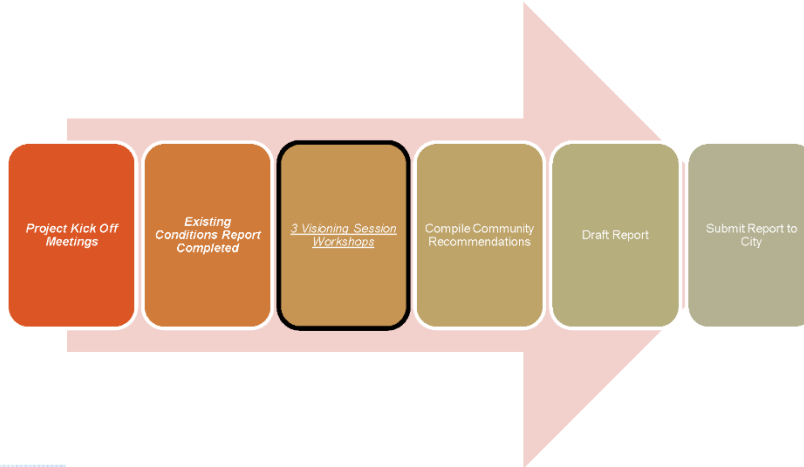 Project Kick Off
Meetings
Existing
Conditions Report
Completed
3 Visioning Session
Workshops
Compile Community
Recommendations
Draft Report
Submit Report to
City